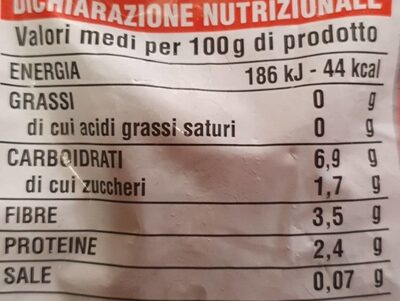 DICHIARAZIONE NUTRIZIONALE
Valori medi per 100g di prodotto
ENERGIA 186 kJ - 44 kcal
GRASSI 0 g
di cui acidi grassi saturi 0 g
CARBOIDRATI 6,9 g
di cui zuccheri 1,7 g
FIBRE 3,5 g
PROTEINE 2,4 g
SALE 0,07 g